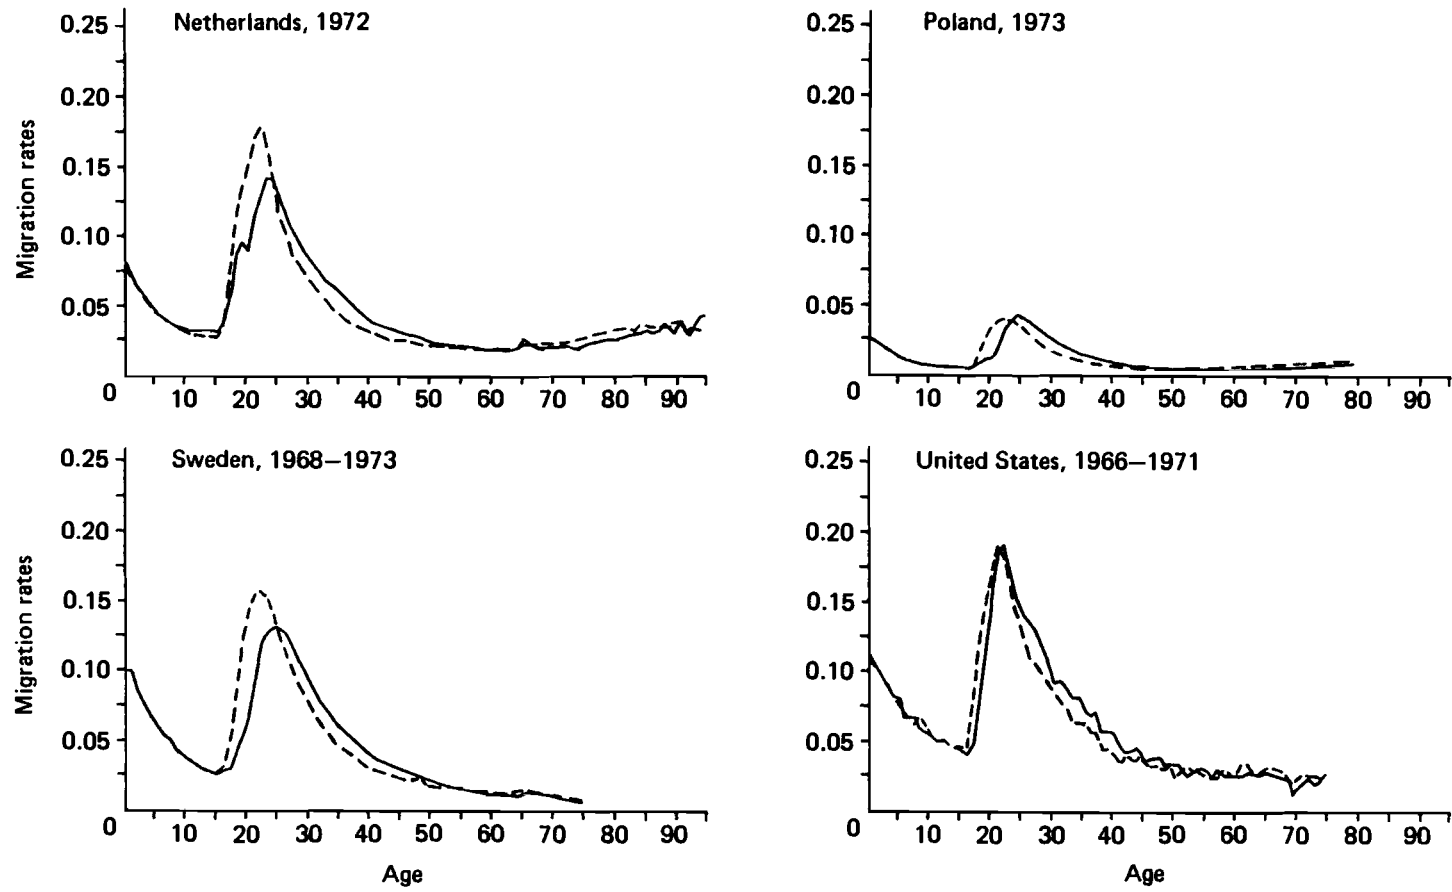 Netherlands, 1972
0.25
0.20
0.15
0.10
0.05
0
Migration rates
10 20 30 40 50 60 70 80 90
Poland, 1973
0.25
0.20
0.15
0.10
0.05
0
10 20 30 40 50 60 70 80 90
Sweden, 1968–1973
0.25
0.20
0.15
0.10
0.05
0
Migration rates
10 20 30 40 50 60 70 80 90
Age
United States, 1966–1971
0.25
0.20
0.15
0.10
0.05
0
10 20 30 40 50 60 70 80 90
Age